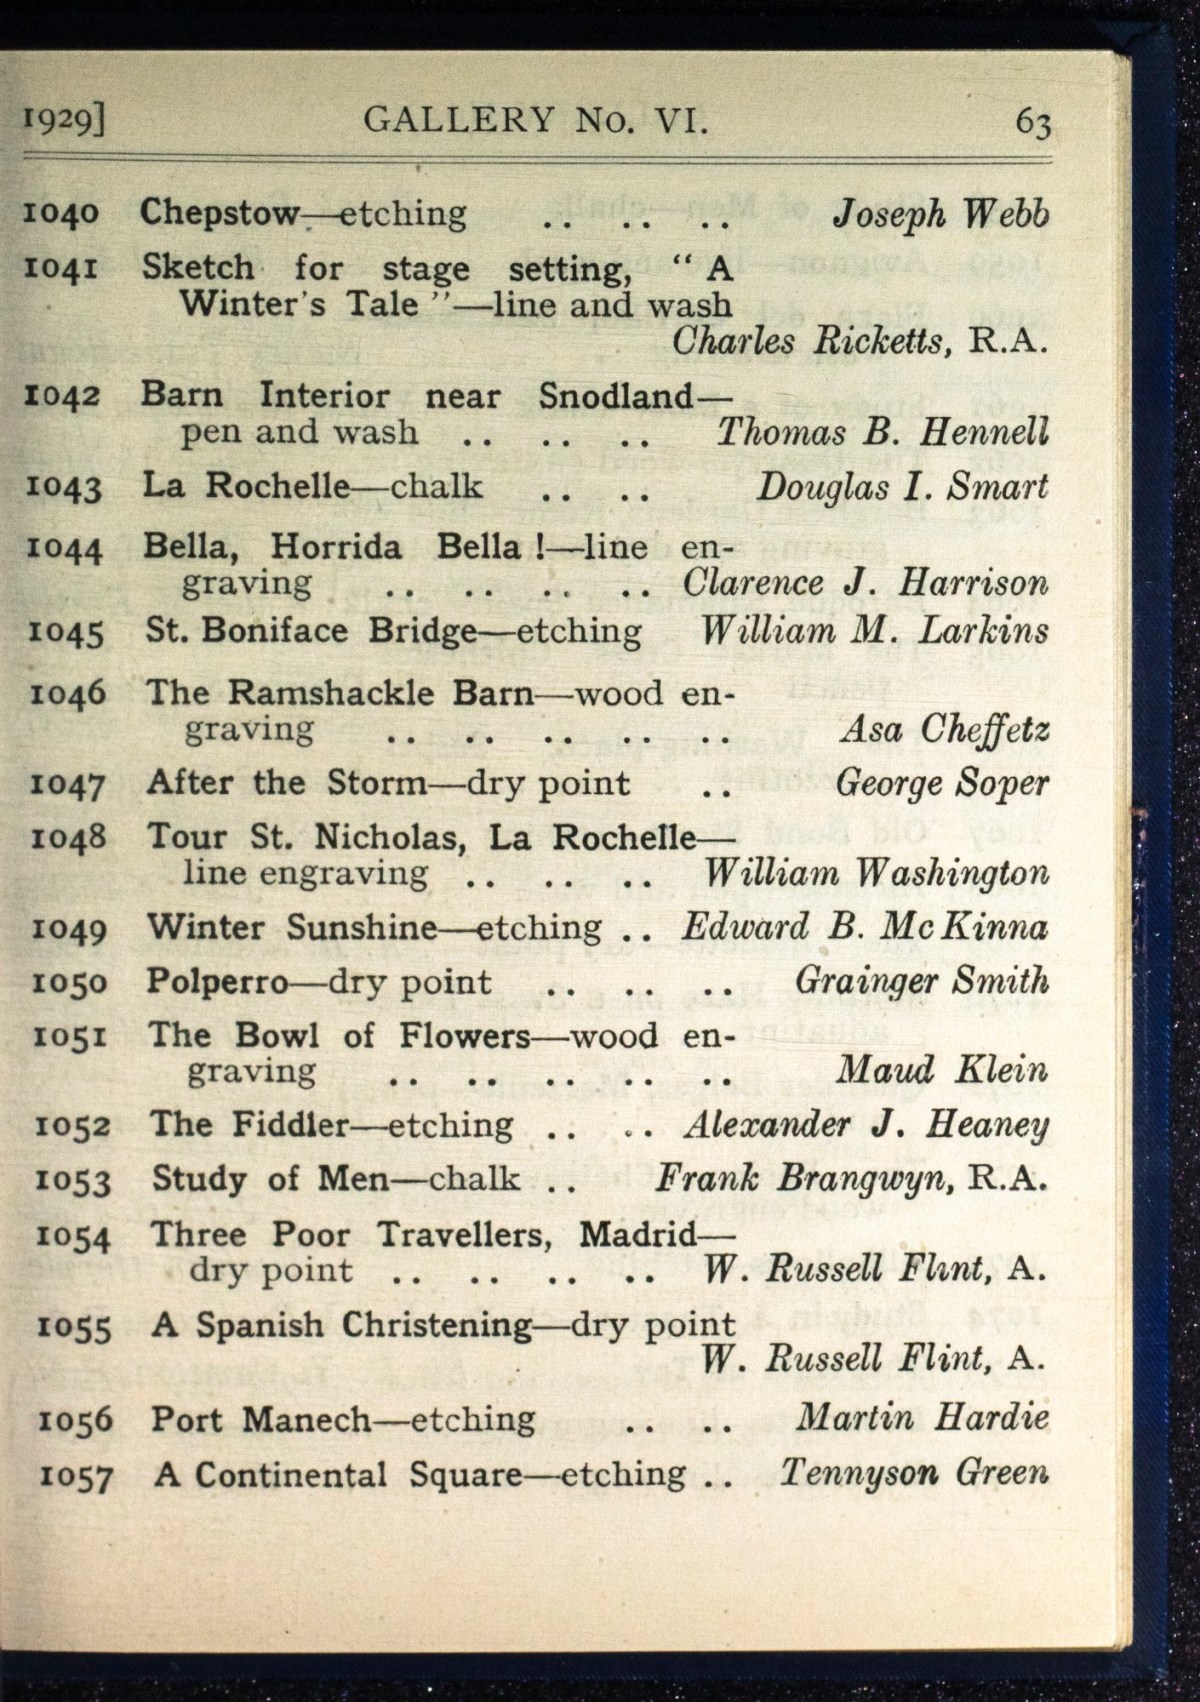 1929] GALLERY No. VI. 63
1040 Chepstow—etching .. .. .. Joseph Webb
1041 Sketch for stage setting, “ A
Winter's Tale ”—line and wash
Charles Ricketts, R.A.
1042 Barn Interior near Snodland—
pen and wash .. .. .. Thomas B. Hennell
1043 La Rochelle—chalk .. .. Douglas I. Smart
1044 Bella, Horrida Bella !—line en-
graving .. .. .. .. Clarence J. Harrison
1045 St. Boniface Bridge—etching William M. Larkins
1046 The Ramshackle Barn—wood en-
graving .. .. .. .. .. Asa Cheffetz
1047 After the Storm—dry point .. George Soper
1048 Tour St. Nicholas, La Rochelle—
line engraving .. .. .. William Washington
1049 Winter Sunshine—etching .. Edward B. McKinna
1050 Polperro—dry point .. .. .. Grainger Smith
1051 The Bowl of Flowers—wood en-
graving .. .. .. .. .. Maud Klein
1052 The Fiddler—etching .. .. Alexander J. Heaney
1053 Study of Men—chalk .. Frank Brangwyn, R.A.
1054 Three Poor Travellers, Madrid—
dry point .. .. .. .. W. Russell Flint, A.
1055 A Spanish Christening—dry point
W. Russell Flint, A.
1056 Port Manech—etching .. .. Martin Hardie
1057 A Continental Square—etching .. Tennyson Green